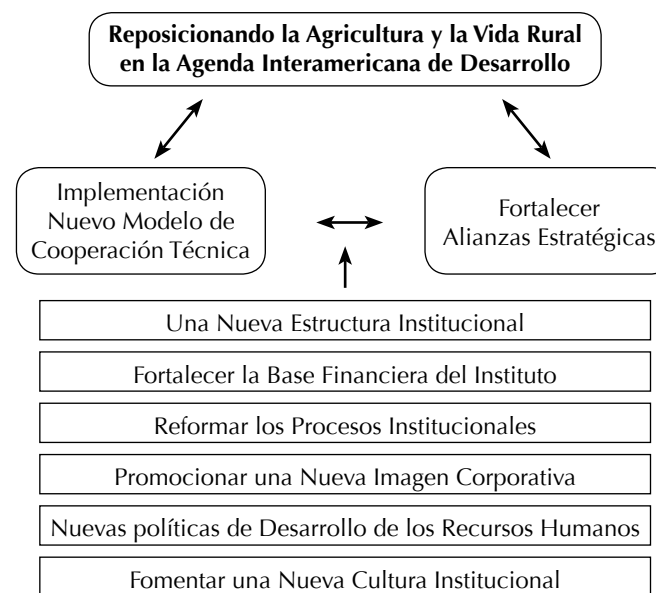 Reposicionando la Agricultura y la Vida Rural
en la Agenda Interamericana de Desarrollo
Implementación
Nuevo Modelo de
Cooperación Técnica
Fortalecer
Alianzas Estratégicas
Una Nueva Estructura Institucional
Fortalecer la Base Financiera del Instituto
Reformar los Procesos Institucionales
Promocionar una Nueva Imagen Corporativa
Nuevas políticas de Desarrollo de los Recursos Humanos
Fomentar una Nueva Cultura Institucional